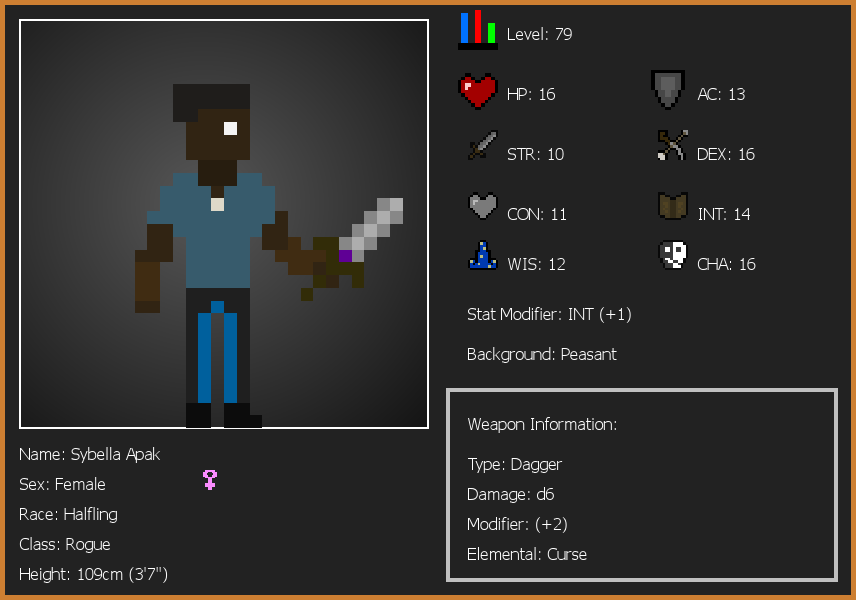 Level: 79
HP: 16
AC: 13
STR: 10
DEX: 16
CON: 11
INT: 14
WIS: 12
CHA: 16
Stat Modifier: INT (+1)
Background: Peasant
Weapon Information:
Type: Dagger
Damage: d6
Modifier: (+2)
Elemental: Curse
Name: Sybella Apak
Sex: Female
Race: Halfling
Class: Rogue
Height: 109cm (3'7")